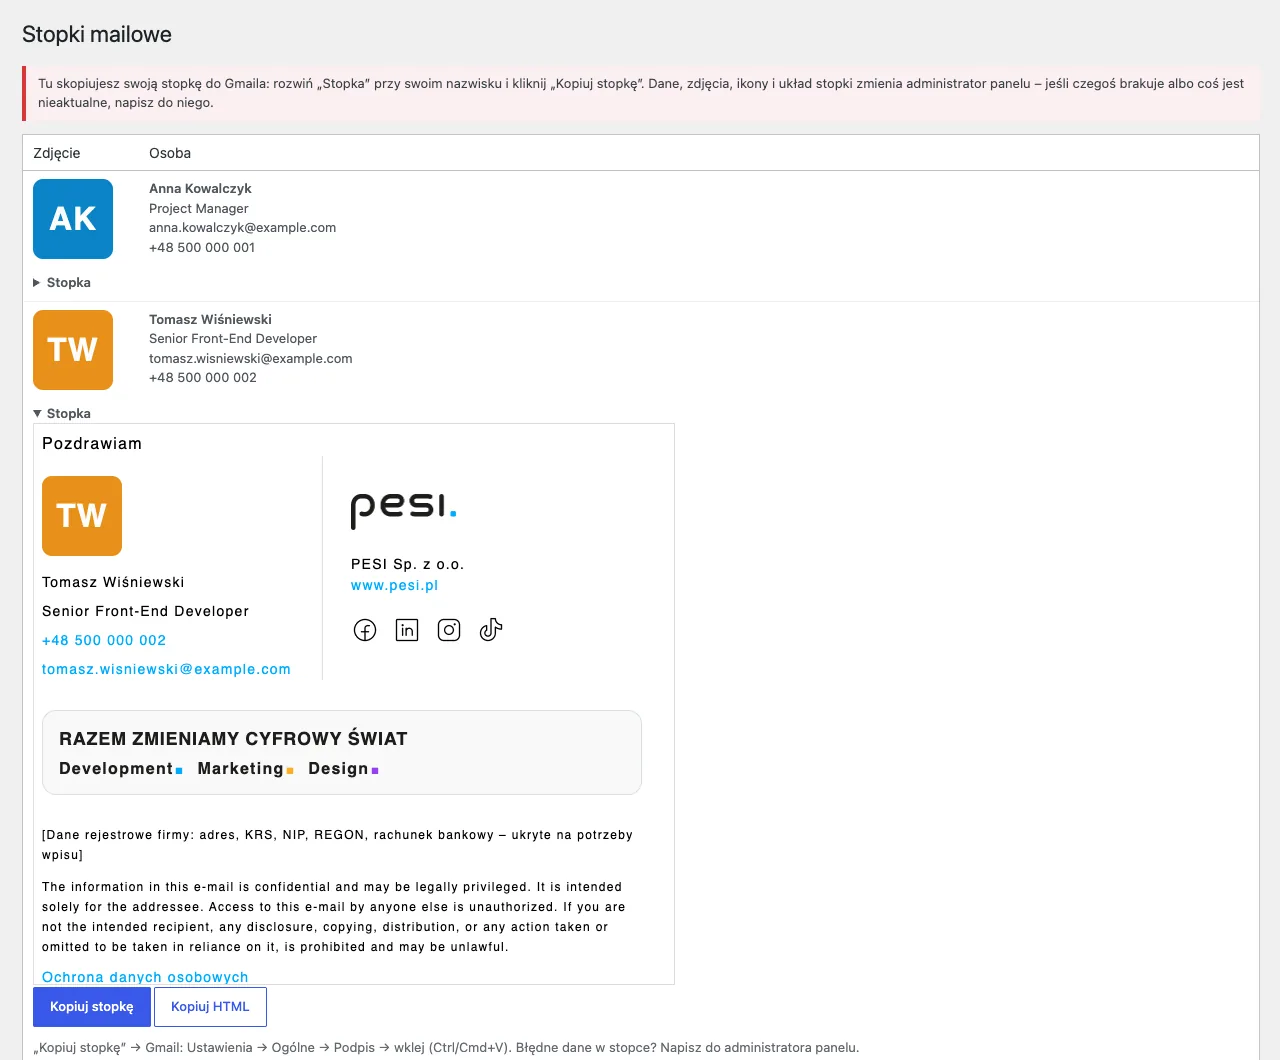 Stopki mailowe
Tu skopiujesz swoją stopkę do Gmaila: rozwiń „Stopka” przy swoim nazwisku i kliknij „Kopiuj stopkę”. Dane, zdjęcia, ikony i układ stopki zmienia administrator panelu – jeśli czegoś brakuje albo coś jest
nieaktualne, napisz do niego.
Zdjęcie Osoba
AK
Anna Kowalczyk
Project Manager
anna.kowalczyk@example.com
+48 500 000 001
▶ Stopka
TW
Tomasz Wiśniewski
Senior Front-End Developer
tomasz.wisniewski@example.com
+48 500 000 002
▼ Stopka
Pozdrawiam
TW
Tomasz Wiśniewski
Senior Front-End Developer
+48 500 000 002
tomasz.wisniewski@example.com
pesi.
PESI Sp. z o.o.
www.pesi.pl
in
RAZEM ZMIENIAMY CYFROWY ŚWIAT
Development Marketing Design
[Dane rejestrowe firmy: adres, KRS, NIP, REGON, rachunek bankowy – ukryte na potrzeby
wpisu]
The information in this e-mail is confidential and may be legally privileged. It is intended
solely for the addressee. Access to this e-mail by anyone else is unauthorized. If you are
not the intended recipient, any disclosure, copying, distribution, or any action taken or
omitted to be taken in reliance on it, is prohibited and may be unlawful.
Ochrona danych osobowych
Kopiuj stopkę Kopiuj HTML
„Kopiuj stopkę” → Gmail: Ustawienia → Ogólne → Podpis → wklej (Ctrl/Cmd+V). Błędne dane w stopce? Napisz do administratora panelu.